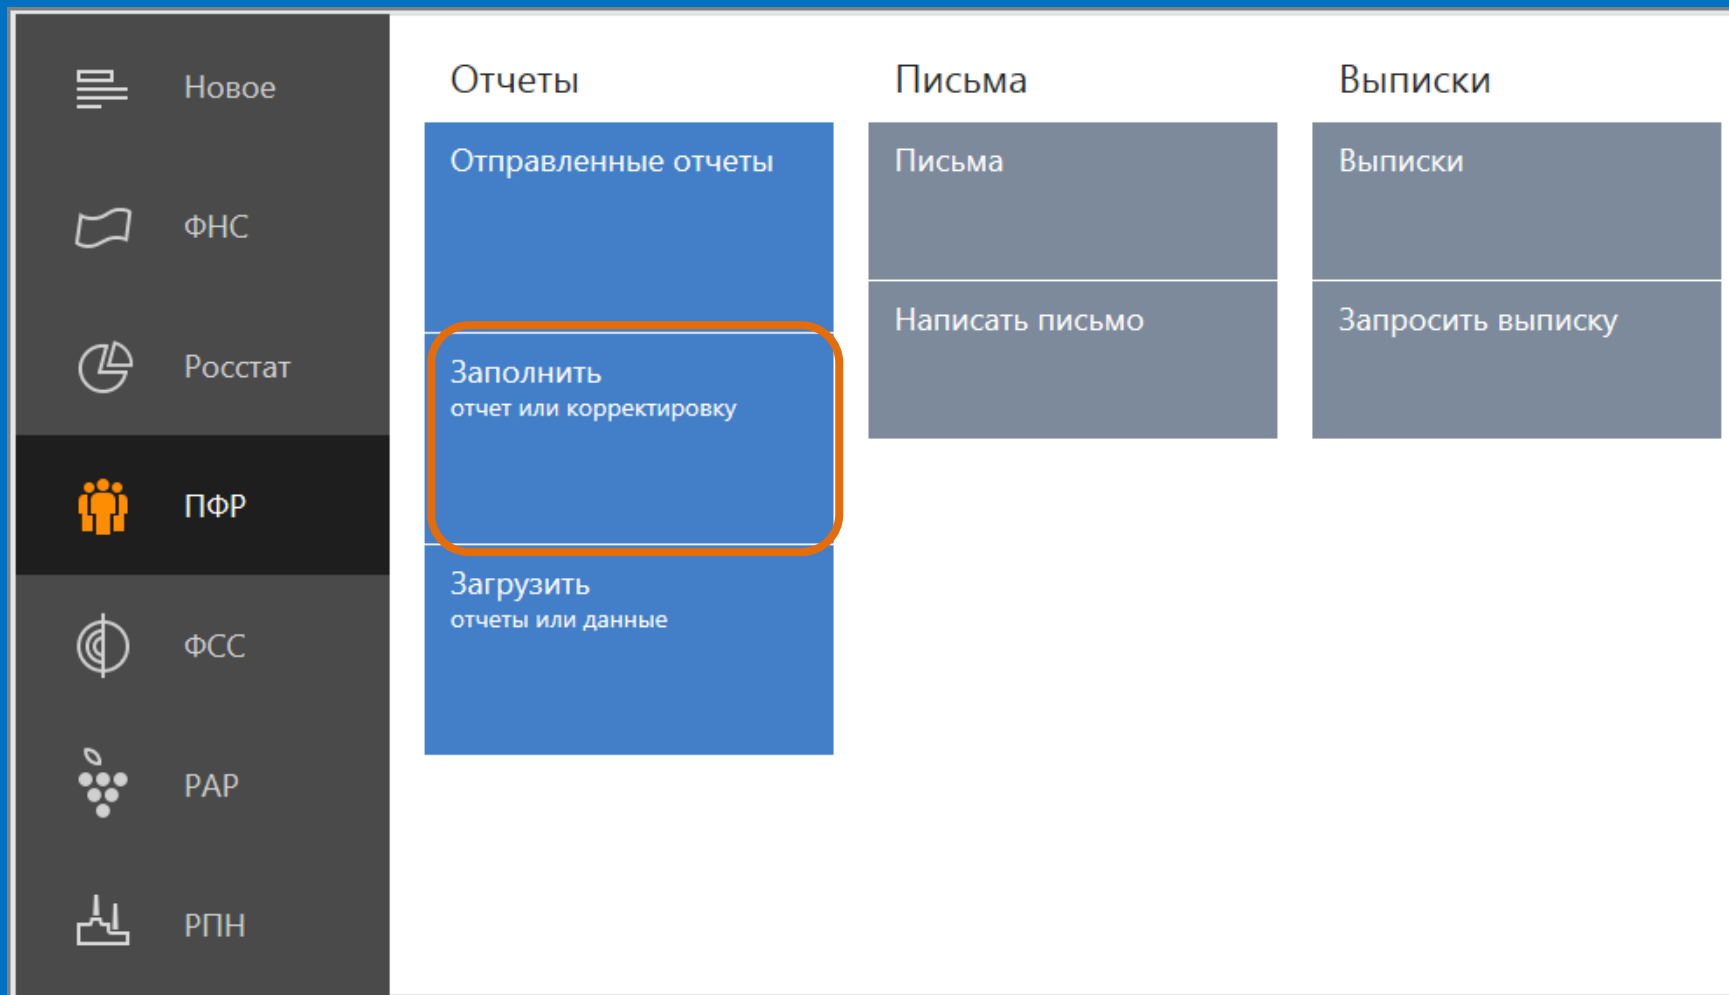 Новое
ФНС
Росстат
ПФР
ФСС
РАР
РПН
Отчеты
Отправленные отчеты
Заполнить
отчет или корректировку
Загрузить
отчеты или данные
Письма
Письма
Написать письмо
Выписки
Выписки
Запросить выписку